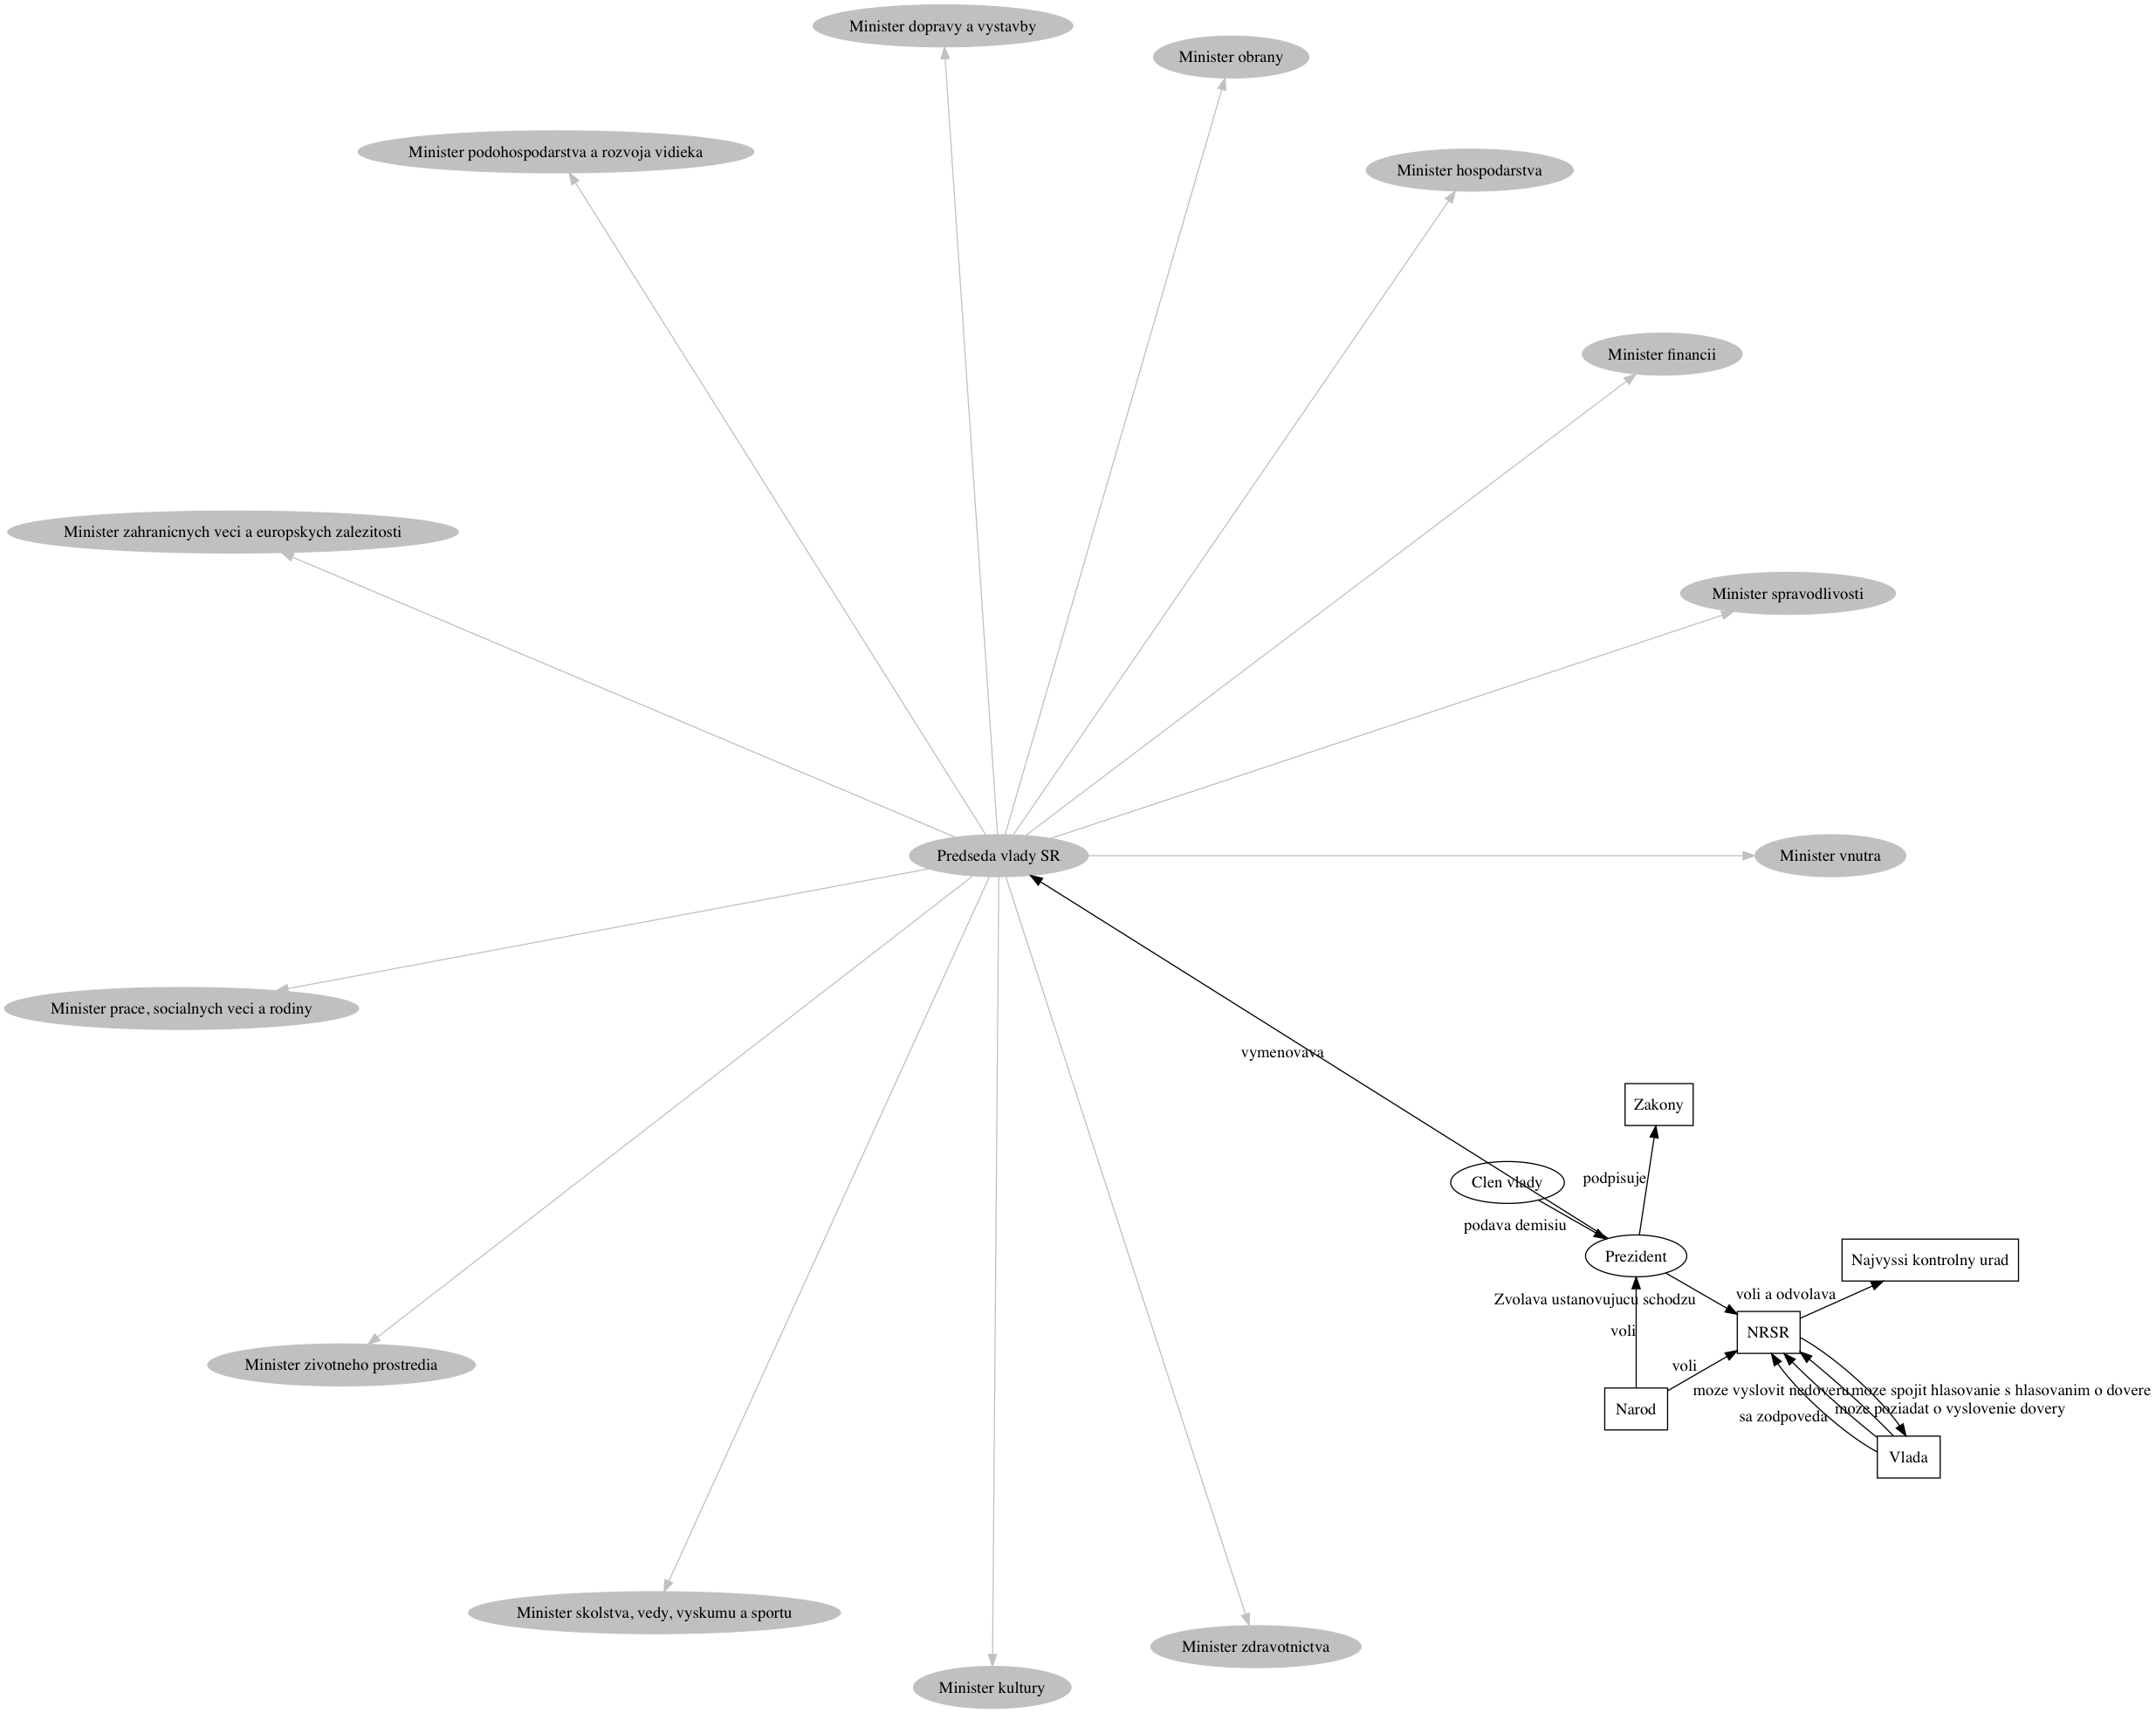 Minister dopravy a vystavby
Minister obrany
Minister podohospodarstva a rozvoja vidieka
Minister hospodarstva
Minister financii
Minister zahranicnych veci a europskych zalezitosti
Minister spravodlivosti
Predseda vlady SR
Minister vnutra
Minister prace, socialnych veci a rodiny
vymenovava
Zakony
podpisuje
Clen vlady
podava demisiu
Prezident
Najvyssi kontrolny urad
voli a odvolava
Zvolava ustanovujucu schodzu
voli
NRSR
voli
Minister zivotneho prostredia
moze vyslovit nedoveru
moze spojit hlasovanie s hlasovanim o dovere
Narod
moze poziadat o vyslovenie dovery
sa zodpoveda
Vlada
Minister skolstva, vedy, vyskumu a sportu
Minister zdravotnictva
Minister kultury